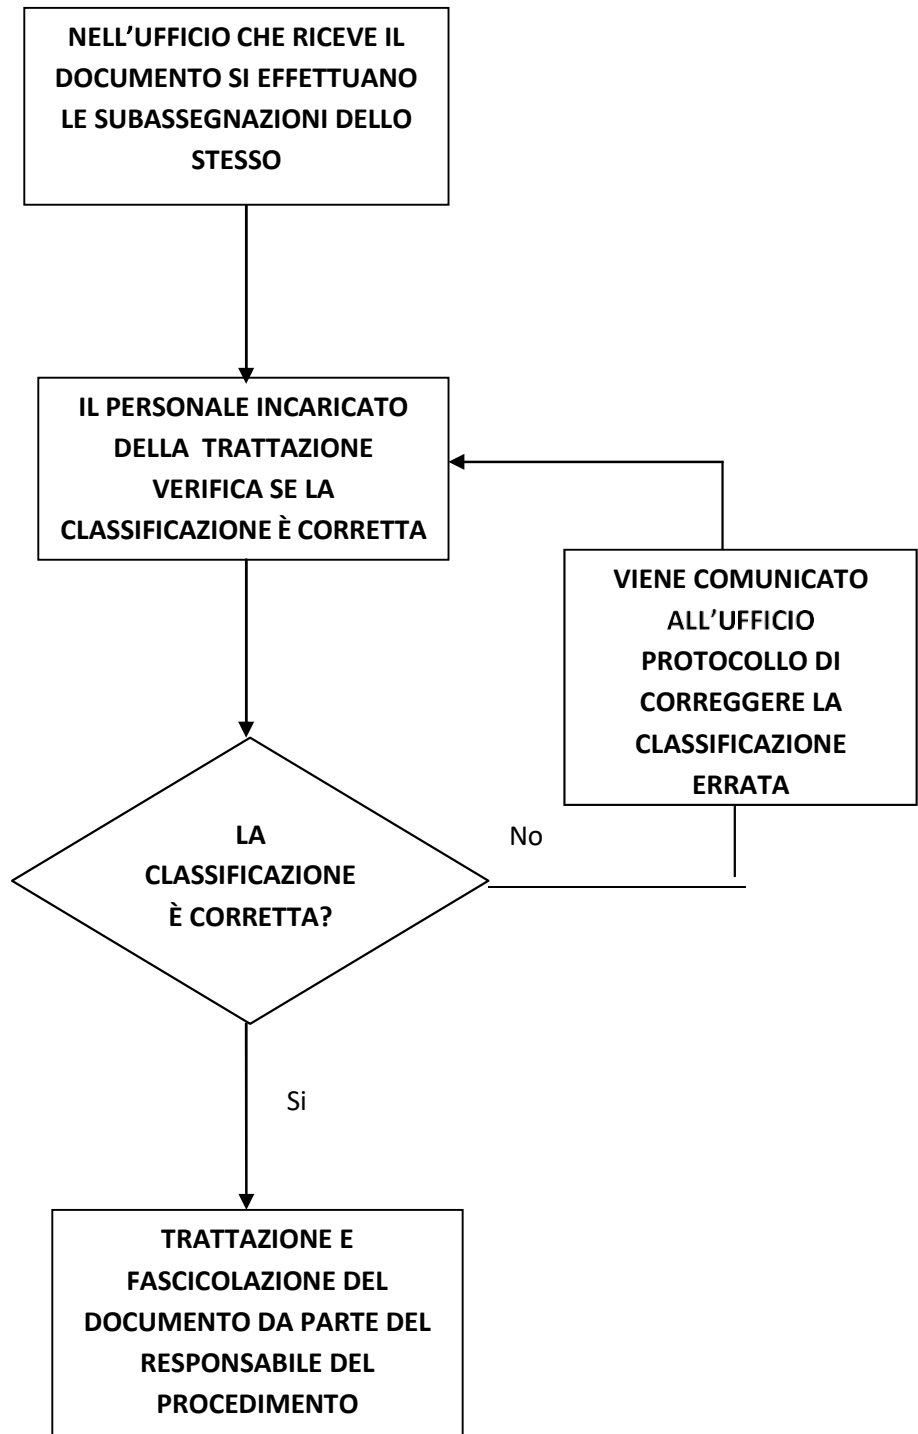 NELL’UFFICIO CHE RICEVE IL
DOCUMENTO SI EFFETTUANO
LE SUBASSEGNAZIONI DELLO
STESSO
IL PERSONALE INCARICATO
DELLA TRATTAZIONE
VERIFICA SE LA
CLASSIFICAZIONE È CORRETTA
VIENE COMUNICATO
ALL’UFFICIO
PROTOCOLLO DI
CORREGGERE LA
CLASSIFICAZIONE
ERRATA
LA
CLASSIFICAZIONE
È CORRETTA?
No
Si
TRATTAZIONE E
FASCICOLAZIONE DEL
DOCUMENTO DA PARTE DEL
RESPONSABILE DEL
PROCEDIMENTO